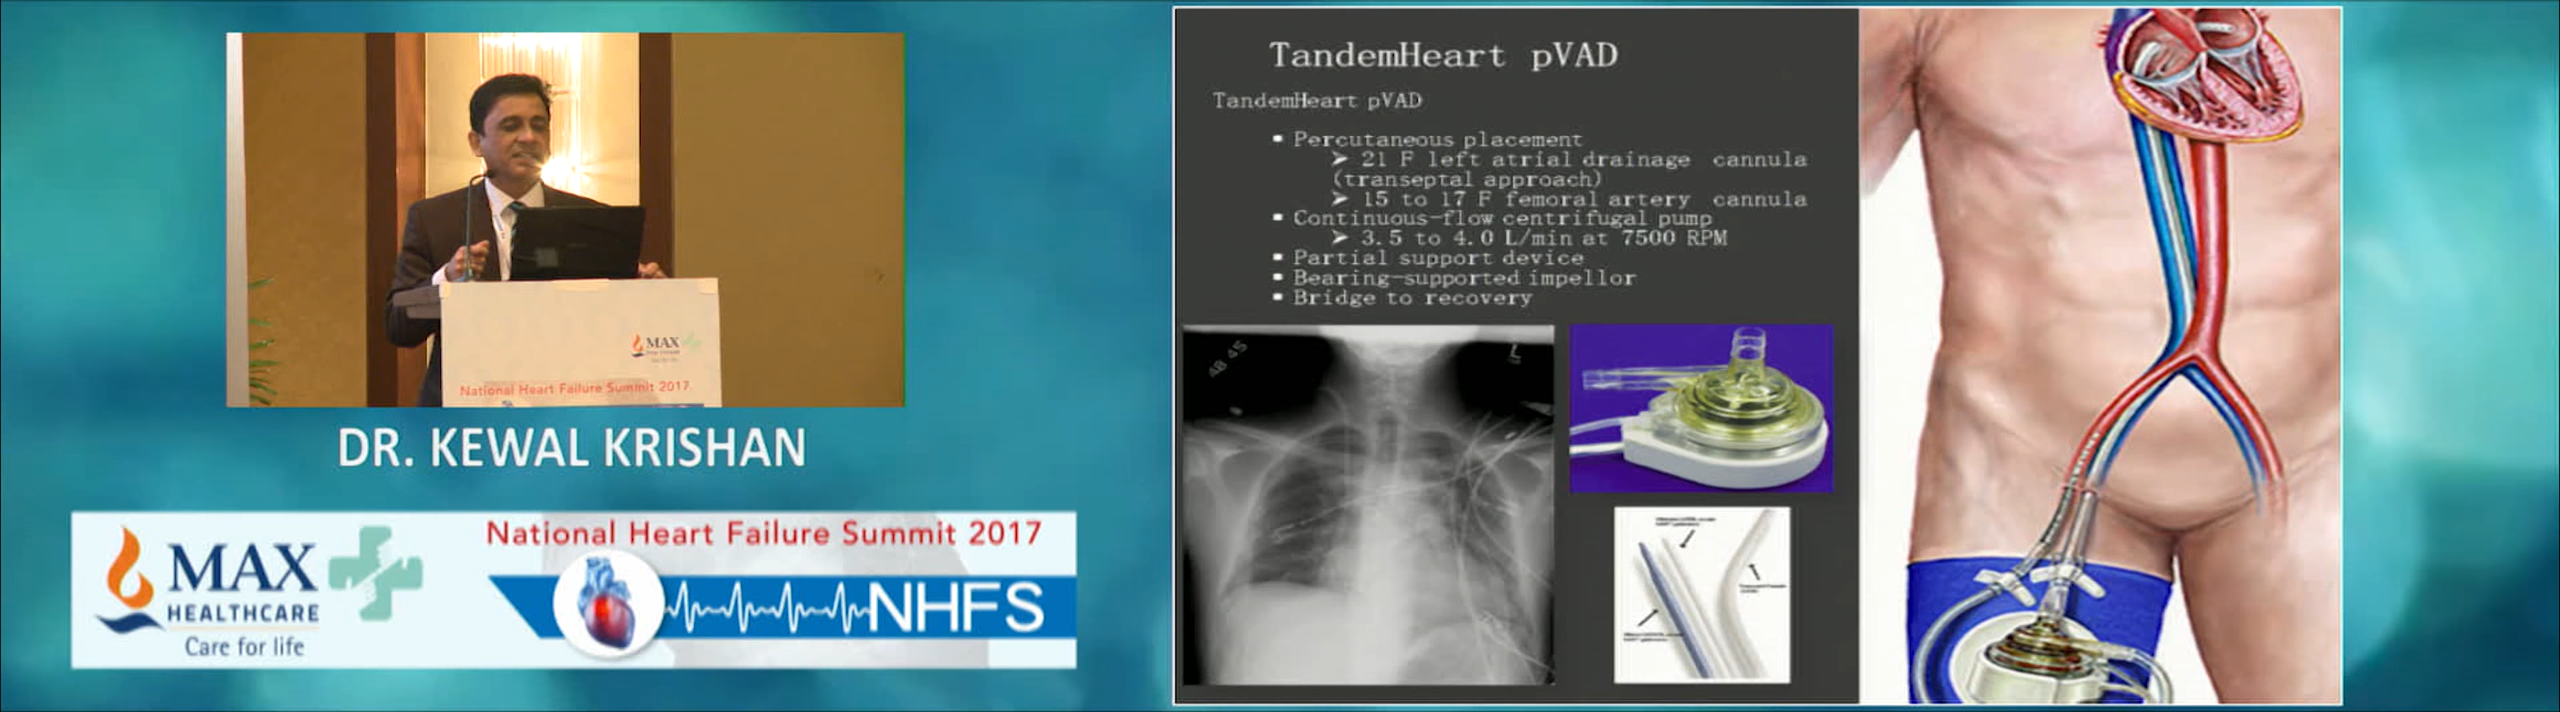 MAX
National Heart Failure Summit 2017
DR. KEWAL KRISHAN
MAX
HEALTHCARE
Care for life
National Heart Failure Summit 2017
NHFS
TandemHeart pVAD
TandemHeart pVAD
▪ Percutaneous placement
➢ 21 F left atrial drainage cannula
(transeptal approach)
➢ 15 to 17 F femoral artery cannula
▪ Continuous-flow centrifugal pump
➢ 3.5 to 4.0 L/min at 7500 RPM
▪ Partial support device
▪ Bearing-supported impellor
▪ Bridge to recovery
L